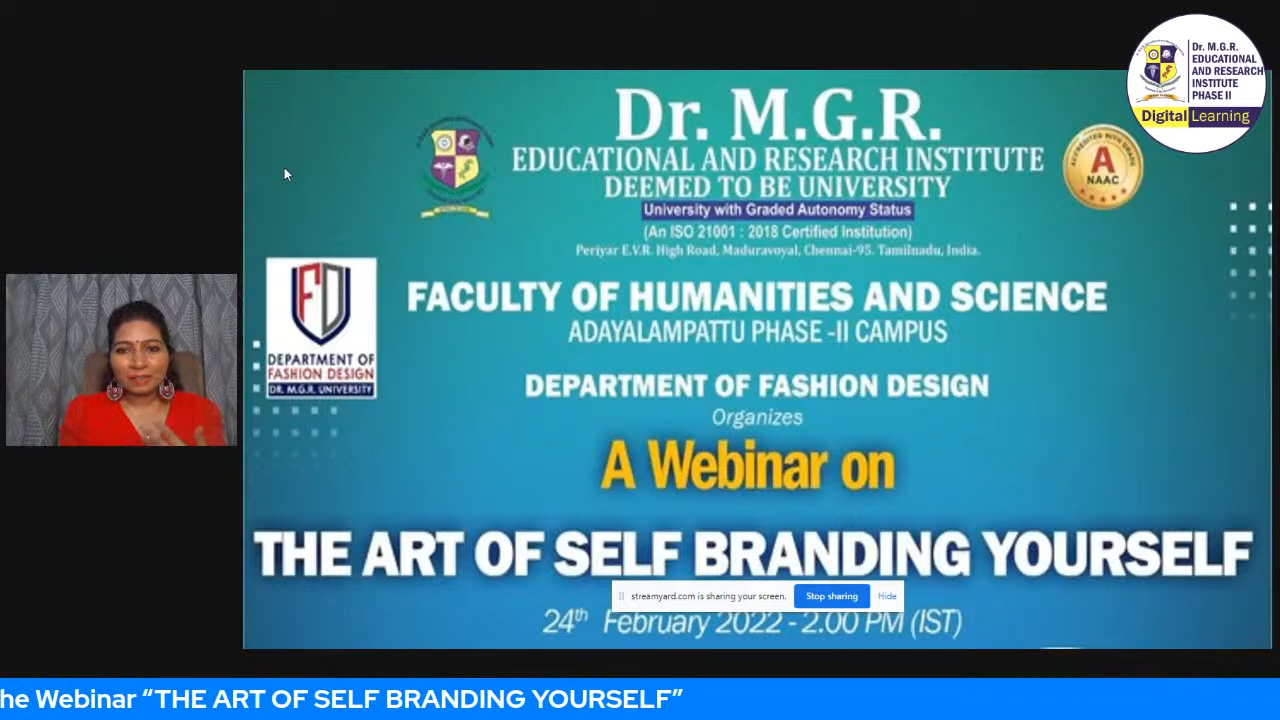 Dr. M.G.R.
EDUCATIONAL AND RESEARCH INSTITUTE
DEEMED TO BE UNIVERSITY
University with Graded Autonomy Status
(An ISO 21001 : 2018 Certified Institution)
Periyar E.V.R. High Road, Maduravoyal, Chennai-95. Tamilnadu, India.
ACCREDITED WITH GRADE
A
NAAC
Dr. M.G.R.
EDUCATIONAL
AND RESEARCH
INSTITUTE
PHASE II
Digital Learning
FD
DEPARTMENT OF
FASHION DESIGN
DR. M.G.R. UNIVERSITY
FACULTY OF HUMANITIES AND SCIENCE
ADAYALAMPATTU PHASE -II CAMPUS
DEPARTMENT OF FASHION DESIGN
Organizes
A Webinar on
THE ART OF SELF BRANDING YOURSELF
streamyard.com is sharing your screen. Stop sharing Hide
24th February 2022 - 2.00 PM (IST)
he Webinar “THE ART OF SELF BRANDING YOURSELF”